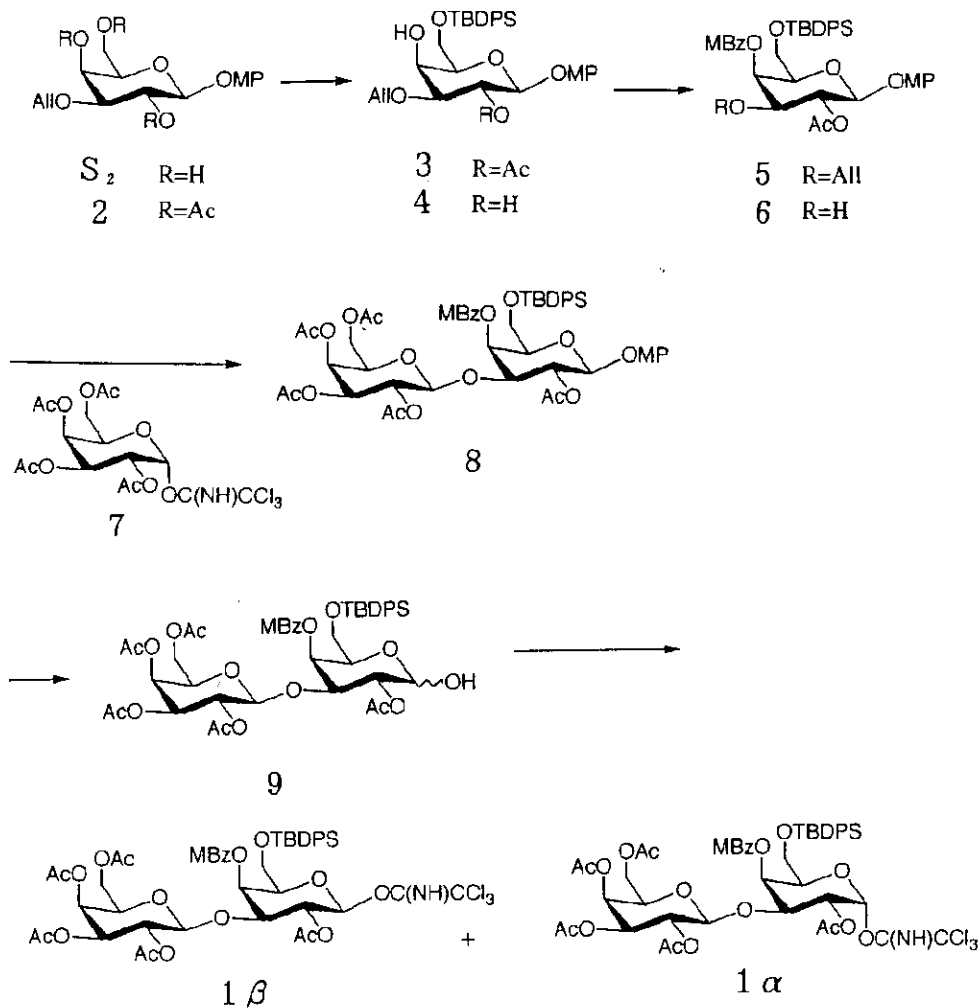 RO OR O OMP AllO RO
HO OTBDPS O OMP AllO RO
MBzO OTBDPS O OMP RO AcO
S₂ R=H
2 R=Ac
3 R=Ac
4 R=H
5 R=All
6 R=H
AcO OAc O AcO AcO O MBzO OTBDPS O OMP AcO
8
AcO OAc O AcO AcO OC(NH)CCl₃
7
AcO OAc O AcO AcO O MBzO OTBDPS O OH AcO
9
AcO OAc O AcO AcO O MBzO OTBDPS O OC(NH)CCl₃ AcO
+
AcO OAc O AcO AcO O MBzO OTBDPS O AcO OC(NH)CCl₃
1 β
1 α